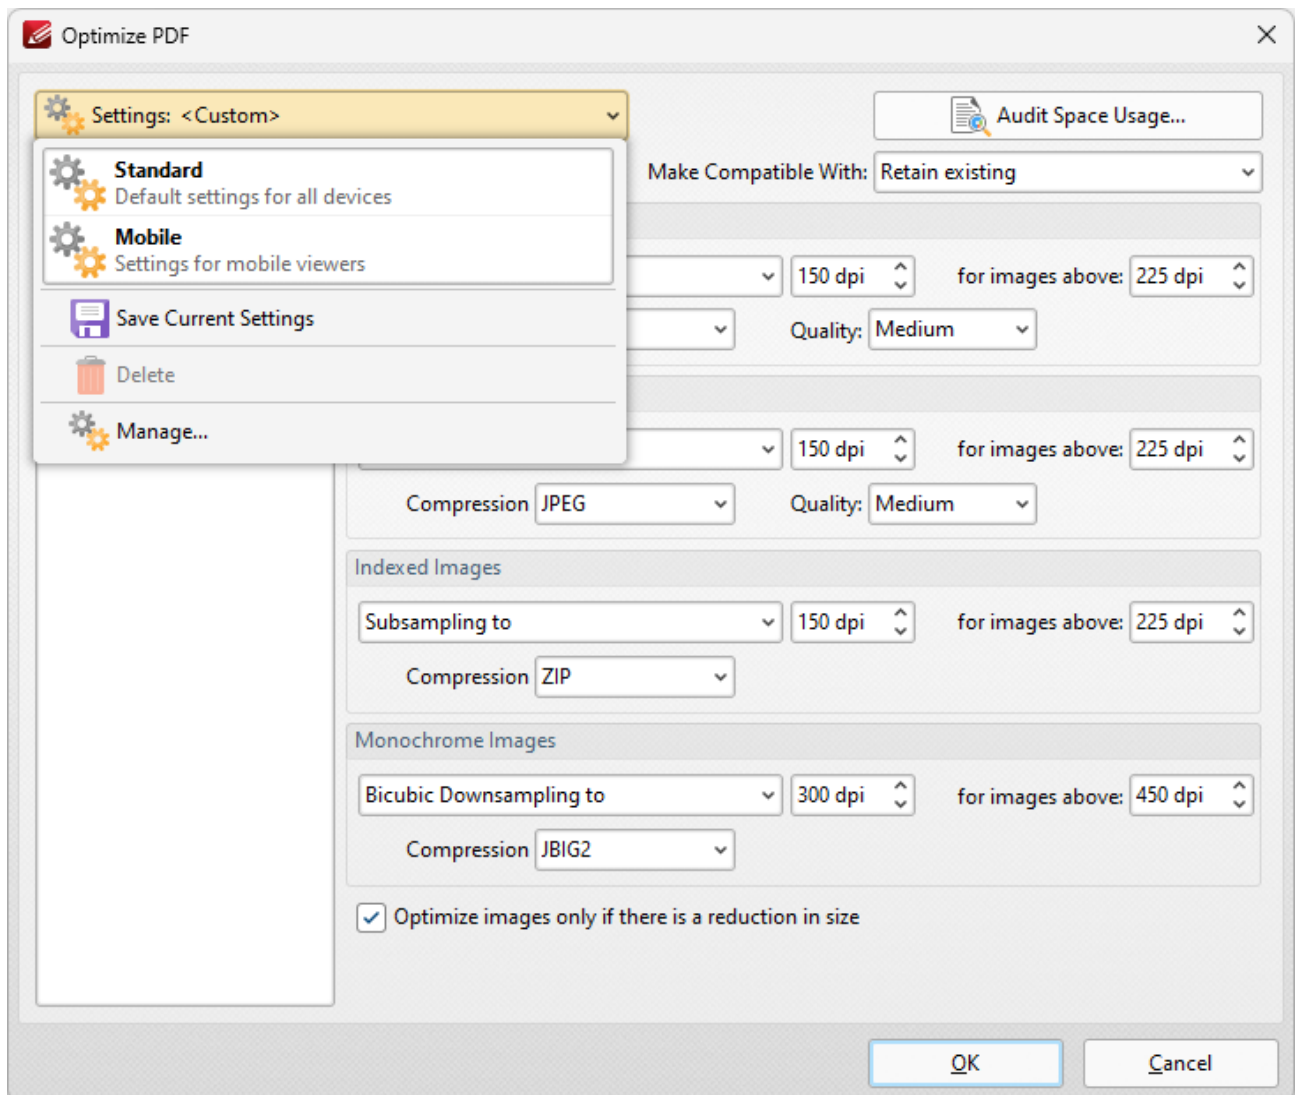 Optimize PDF
Settings: <Custom>
Audit Space Usage...
Standard
Default settings for all devices
Make Compatible With: Retain existing
Mobile
Settings for mobile viewers
150 dpi for images above: 225 dpi
Save Current Settings
Quality: Medium
Delete
Manage...
150 dpi for images above: 225 dpi
Compression JPEG Quality: Medium
Indexed Images
Subsampling to 150 dpi for images above: 225 dpi
Compression ZIP
Monochrome Images
Bicubic Downsampling to 300 dpi for images above: 450 dpi
Compression JBIG2
Optimize images only if there is a reduction in size
OK Cancel